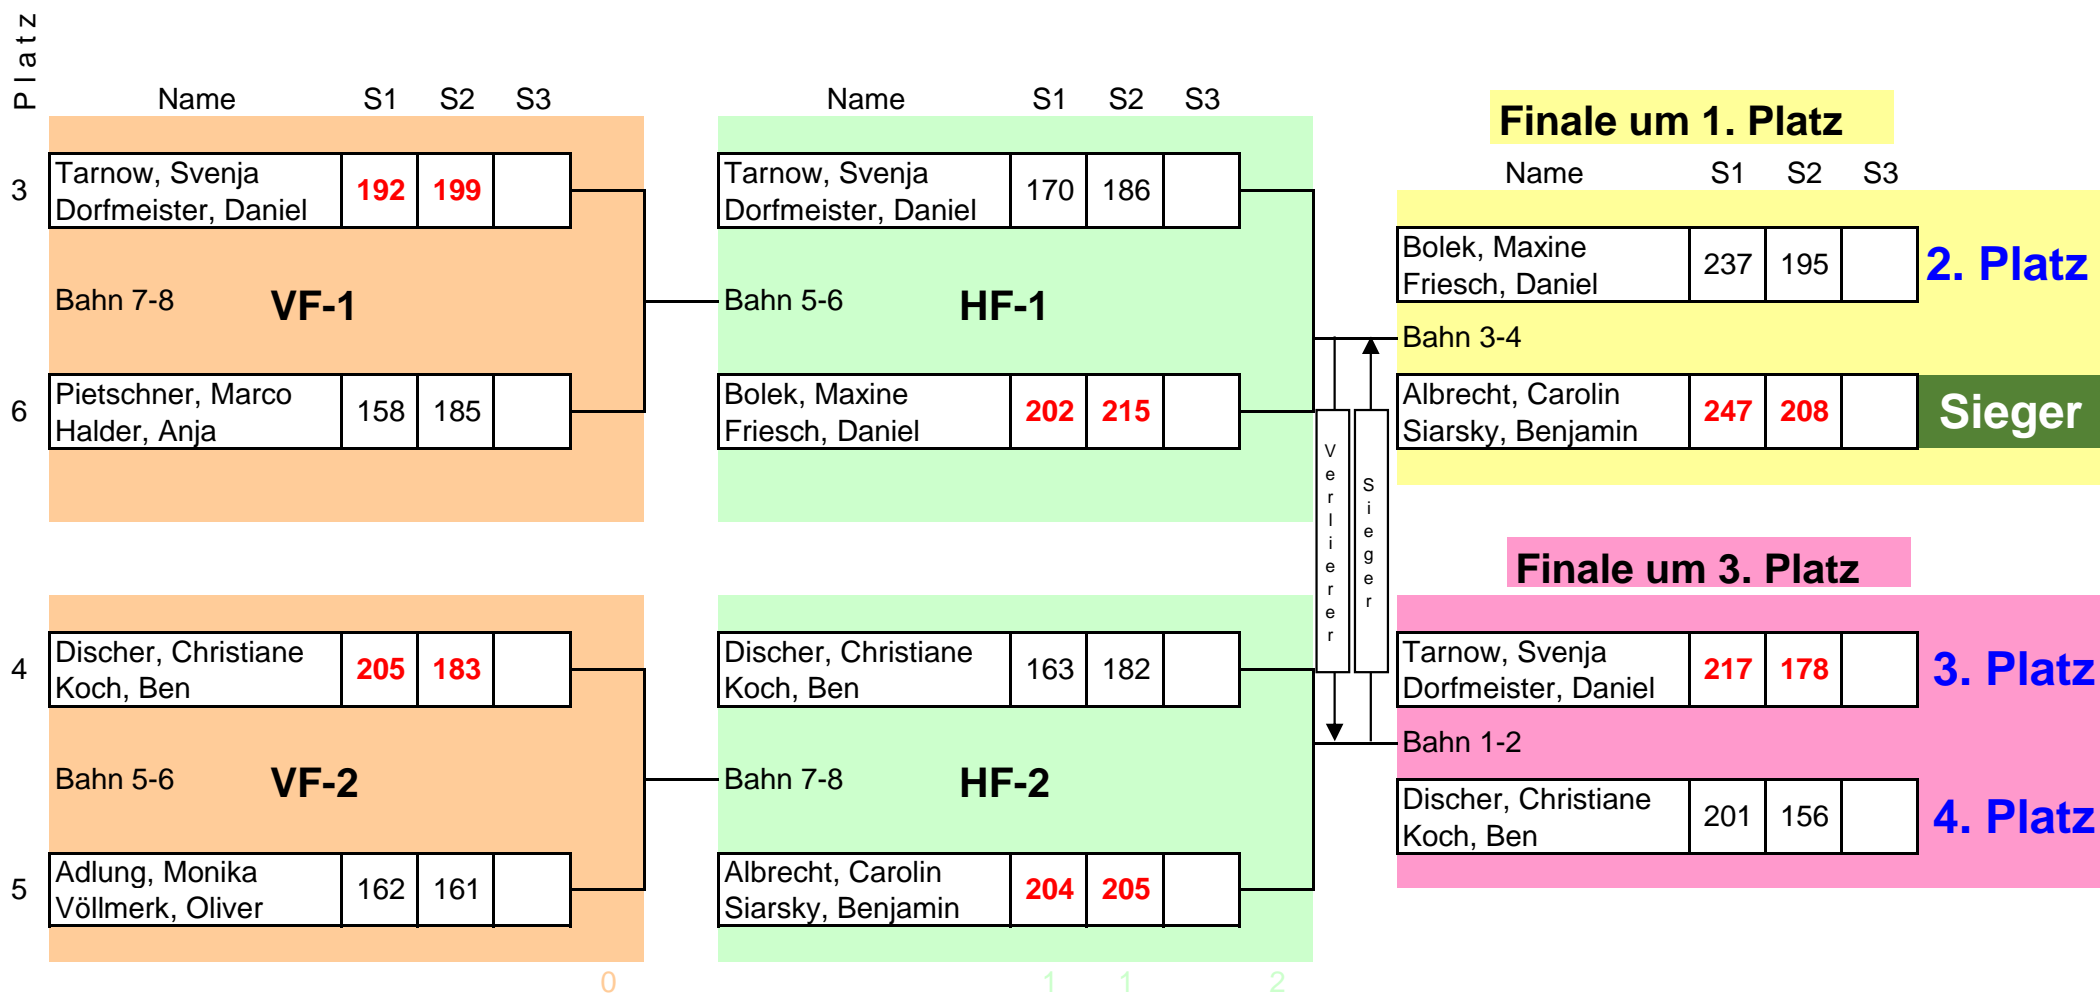 Platz
Name S1 S2 S3
3 Tarnow, Svenja
Dorfmeister, Daniel 192 199
Bahn 7-8 VF-1
6 Pietschner, Marco
Halder, Anja 158 185
4 Discher, Christiane
Koch, Ben 205 183
Bahn 5-6 VF-2
5 Adlung, Monika
Völlmerk, Oliver 162 161
0
Name S1 S2 S3
Tarnow, Svenja
Dorfmeister, Daniel 170 186
Bahn 5-6 HF-1
Bolek, Maxine
Friesch, Daniel 202 215
Discher, Christiane
Koch, Ben 163 182
Bahn 7-8 HF-2
Albrecht, Carolin
Siarsky, Benjamin 204 205
1 1 2
Verlierer
Sieger
Finale um 1. Platz
Name S1 S2 S3
Bolek, Maxine
Friesch, Daniel 237 195 2. Platz
Bahn 3-4
Albrecht, Carolin
Siarsky, Benjamin 247 208 Sieger
Finale um 3. Platz
Tarnow, Svenja
Dorfmeister, Daniel 217 178 3. Platz
Bahn 1-2
Discher, Christiane
Koch, Ben 201 156 4. Platz